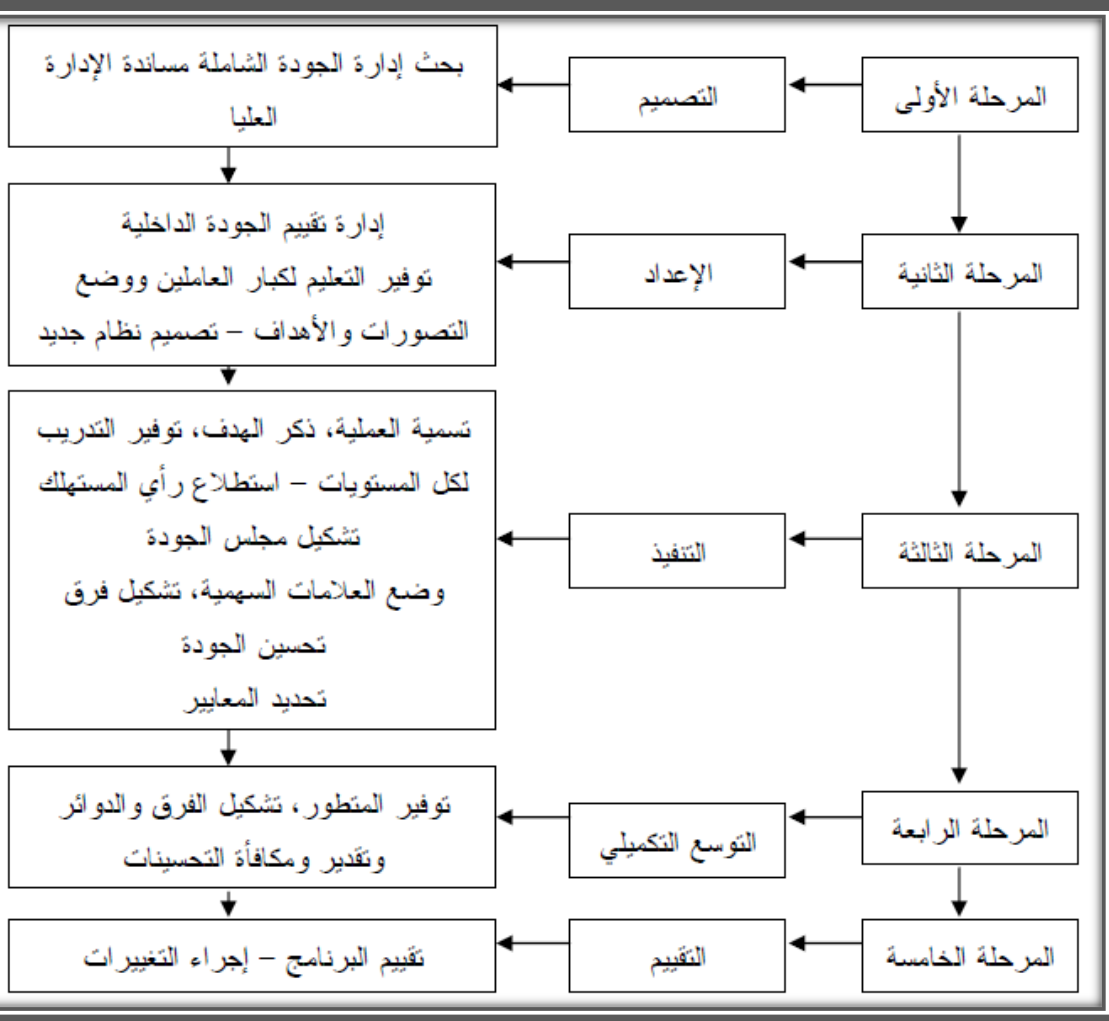 المرحلة الأولى
التصميم
بحث إدارة الجودة الشاملة مساندة الإدارة
العليا
المرحلة الثانية
الإعداد
إدارة تقييم الجودة الداخلية
توفير التعليم لكبار العاملين ووضع
التصورات والأهداف – تصميم نظام جديد
المرحلة الثالثة
التنفيذ
تسمية العملية، ذكر الهدف، توفير التدريب
لكل المستويات – استطلاع رأي المستهلك
تشكيل مجلس الجودة
وضع العلامات السهمية، تشكيل فرق
تحسين الجودة
تحديد المعايير
المرحلة الرابعة
التوسع التكميلي
توفير المتطور، تشكيل الفرق والدوائر
وتقدير ومكافأة التحسينات
المرحلة الخامسة
التقييم
تقييم البرنامج – إجراء التغييرات